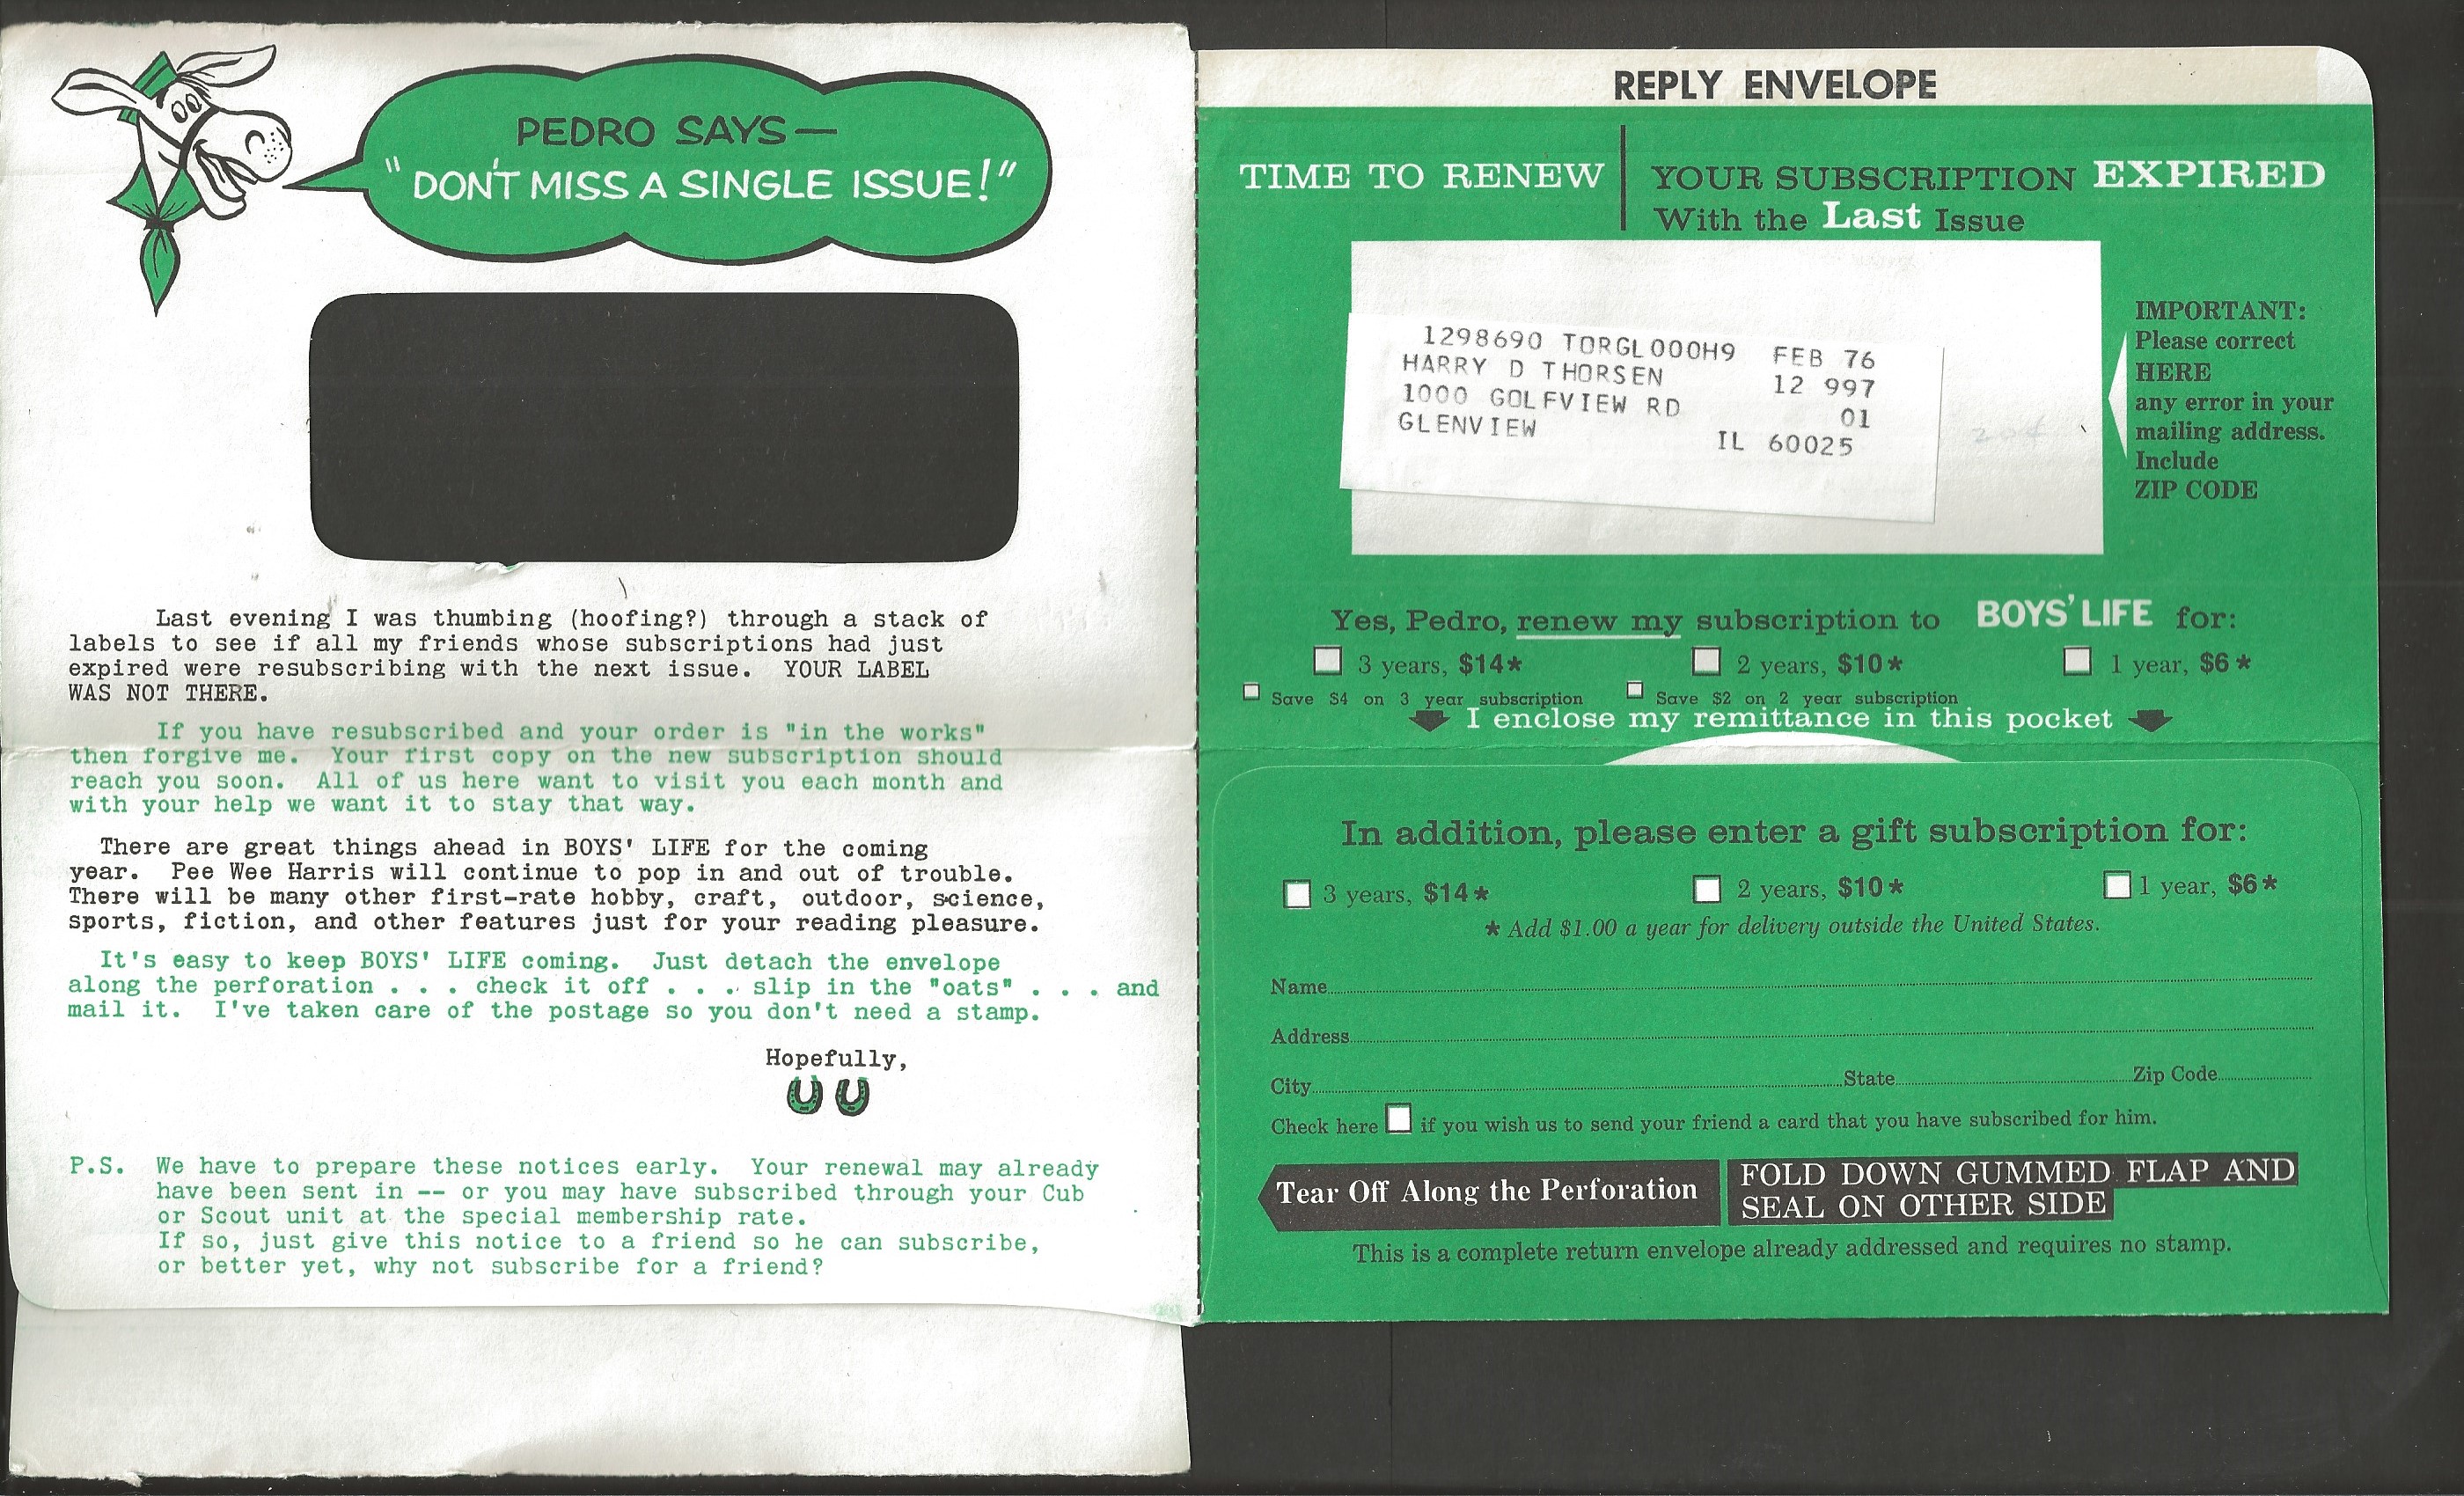 PEDRO SAYS—
"DON'T MISS A SINGLE ISSUE!"
Last evening I was thumbing (hoofing?) through a stack of
labels to see if all my friends whose subscriptions had just
expired were resubscribing with the next issue. YOUR LABEL
WAS NOT THERE.
If you have resubscribed and your order is "in the works"
then forgive me. Your first copy on the new subscription should
reach you soon. All of us here want to visit you each month and
with your help we want it to stay that way.
There are great things ahead in BOYS' LIFE for the coming
year. Pee Wee Harris will continue to pop in and out of trouble.
There will be many other first-rate hobby, craft, outdoor, science,
sports, fiction, and other features just for your reading pleasure.
It's easy to keep BOYS' LIFE coming. Just detach the envelope
along the perforation . . . check it off . . . slip in the "oats" . . . and
mail it. I've taken care of the postage so you don't need a stamp.
Hopefully,
P.S. We have to prepare these notices early. Your renewal may already
have been sent in -- or you may have subscribed through your Cub
or Scout unit at the special membership rate.
If so, just give this notice to a friend so he can subscribe,
or better yet, why not subscribe for a friend?
REPLY ENVELOPE
TIME TO RENEW
YOUR SUBSCRIPTION EXPIRED
With the Last Issue
1298690 TORGL000H9 FEB 76
HARRY D THORSEN 12 997
1000 GOLFVIEW RD 01
GLENVIEW IL 60025
IMPORTANT:
Please correct
HERE
any error in your
mailing address.
Include
ZIP CODE
Yes, Pedro, renew my subscription to BOYS' LIFE for:
3 years, $14* 2 years, $10* 1 year, $6*
Save $4 on 3 year subscription Save $2 on 2 year subscription
I enclose my remittance in this pocket
In addition, please enter a gift subscription for:
3 years, $14* 2 years, $10* 1 year, $6*
* Add $1.00 a year for delivery outside the United States.
Name
Address
City State Zip Code
Check here if you wish us to send your friend a card that you have subscribed for him.
Tear Off Along the Perforation
FOLD DOWN GUMMED FLAP AND
SEAL ON OTHER SIDE
This is a complete return envelope already addressed and requires no stamp.